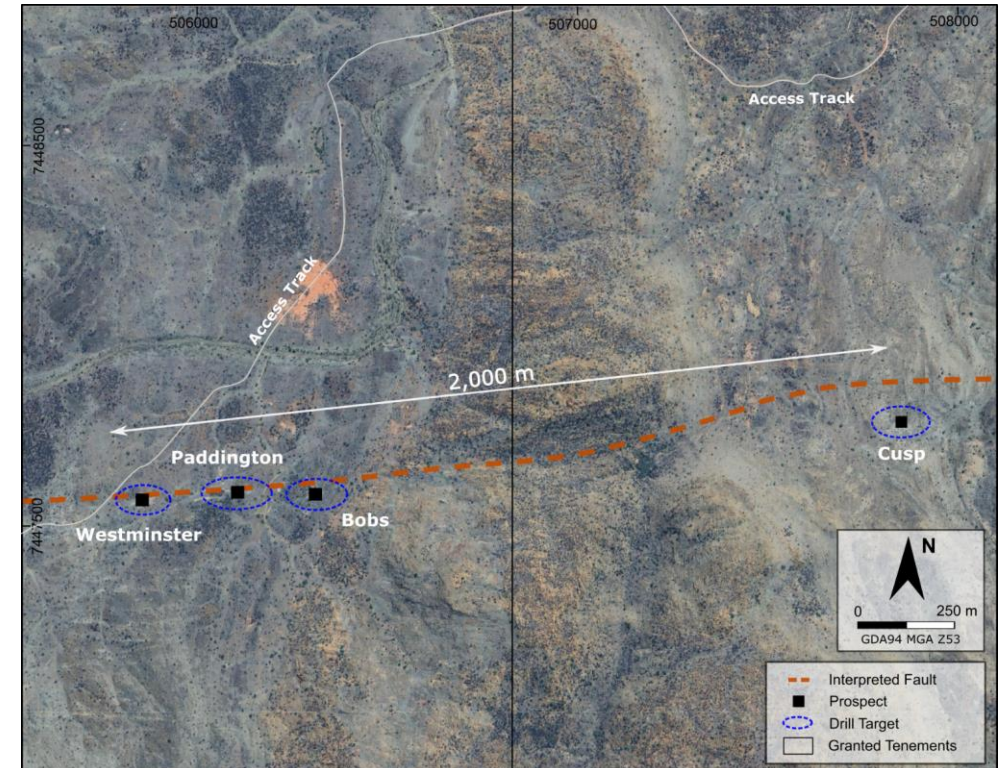 506000
507000
508000
Access Track
7448500
Access Track
2,000 m
Paddington
Cusp
Westminster
Bobs
7447500
N
0 250 m
GDA94 MGA Z53
Interpreted Fault
Prospect
Drill Target
Granted Tenements